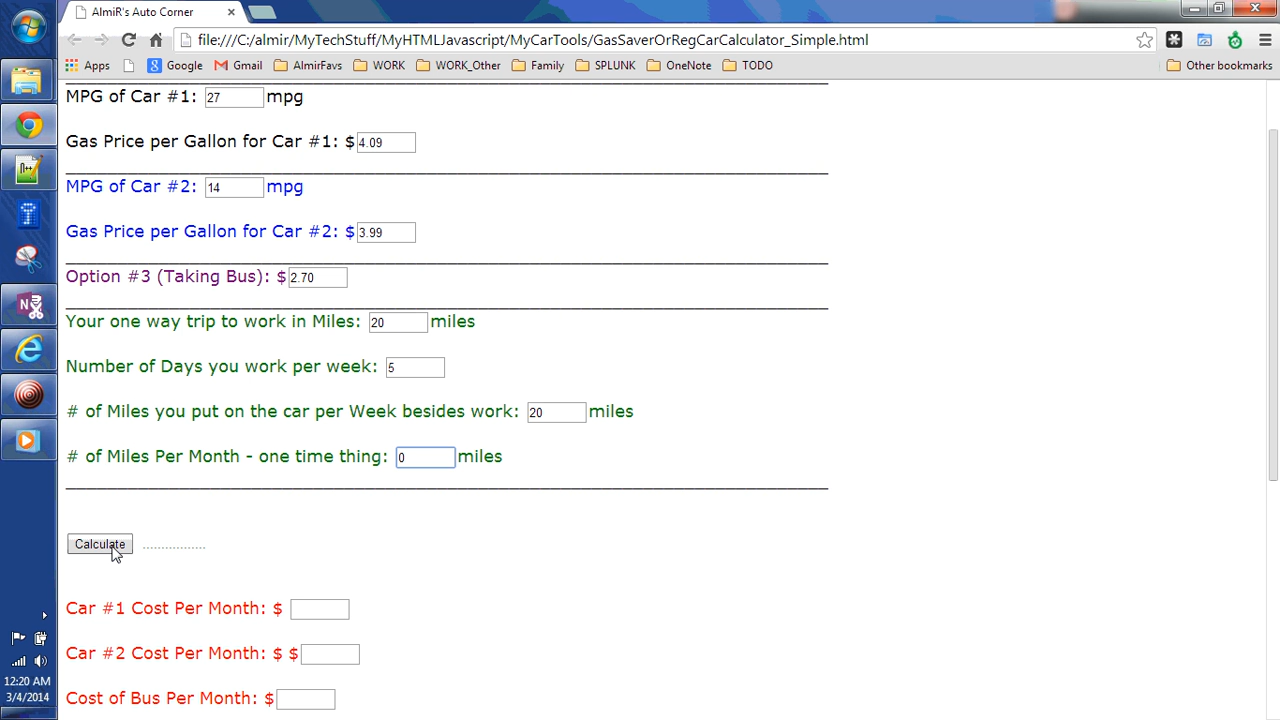 AlmiR's Auto Corner
file:///C:/almir/MyTechStuff/MyHTMLJavascript/MyCarTools/GasSaverOrRegCarCalculator_Simple.html
Apps Google Gmail AlmirFavs WORK WORK_Other Family SPLUNK OneNote TODO Other bookmarks
MPG of Car #1: 27 mpg
Gas Price per Gallon for Car #1: $ 4.09
MPG of Car #2: 14 mpg
Gas Price per Gallon for Car #2: $ 3.99
Option #3 (Taking Bus): $ 2.70
Your one way trip to work in Miles: 20 miles
Number of Days you work per week: 5
# of Miles you put on the car per Week besides work: 20 miles
# of Miles Per Month - one time thing: 0 miles
Calculate ................
Car #1 Cost Per Month: $
Car #2 Cost Per Month: $ $
Cost of Bus Per Month: $
12:20 AM
3/4/2014